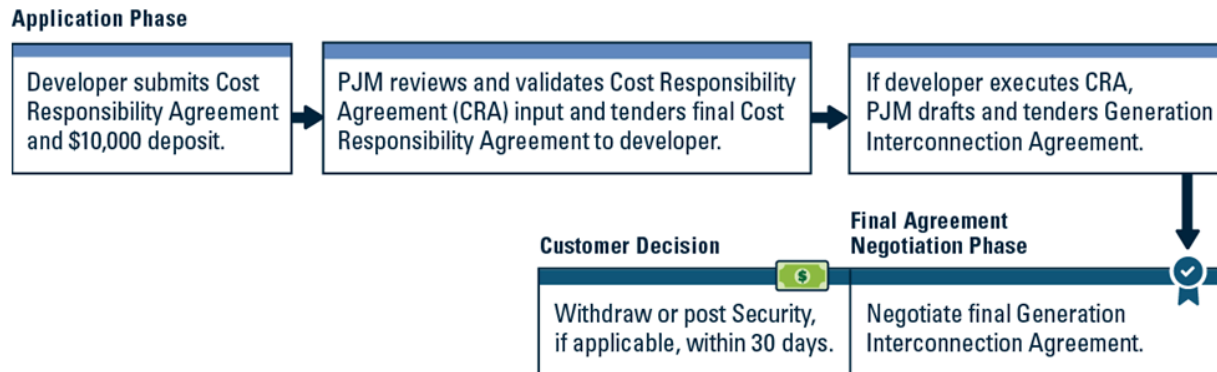 Application Phase
Developer submits Cost
Responsibility Agreement
and $10,000 deposit.
PJM reviews and validates Cost Responsibility
Agreement (CRA) input and tenders final Cost
Responsibility Agreement to developer.
If developer executes CRA,
PJM drafts and tenders Generation
Interconnection Agreement.
Customer Decision
$
Withdraw or post Security,
if applicable, within 30 days.
Final Agreement
Negotiation Phase
Negotiate final Generation
Interconnection Agreement.